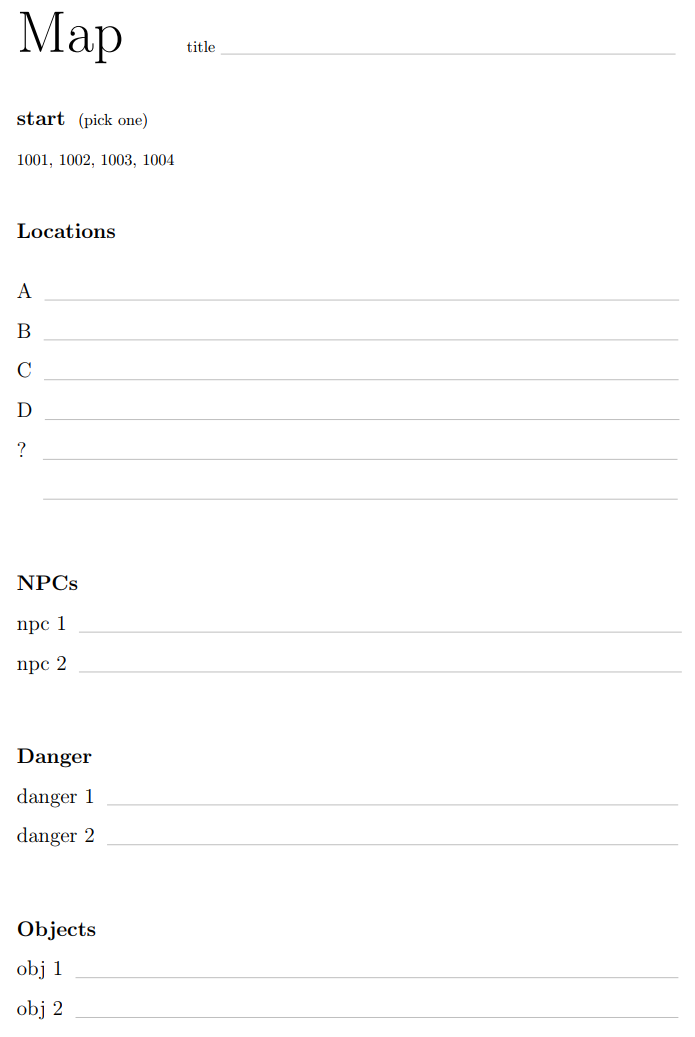 Map title
start (pick one)
1001, 1002, 1003, 1004
Locations
A
B
C
D
?
NPCs
npc 1
npc 2
Danger
danger 1
danger 2
Objects
obj 1
obj 2